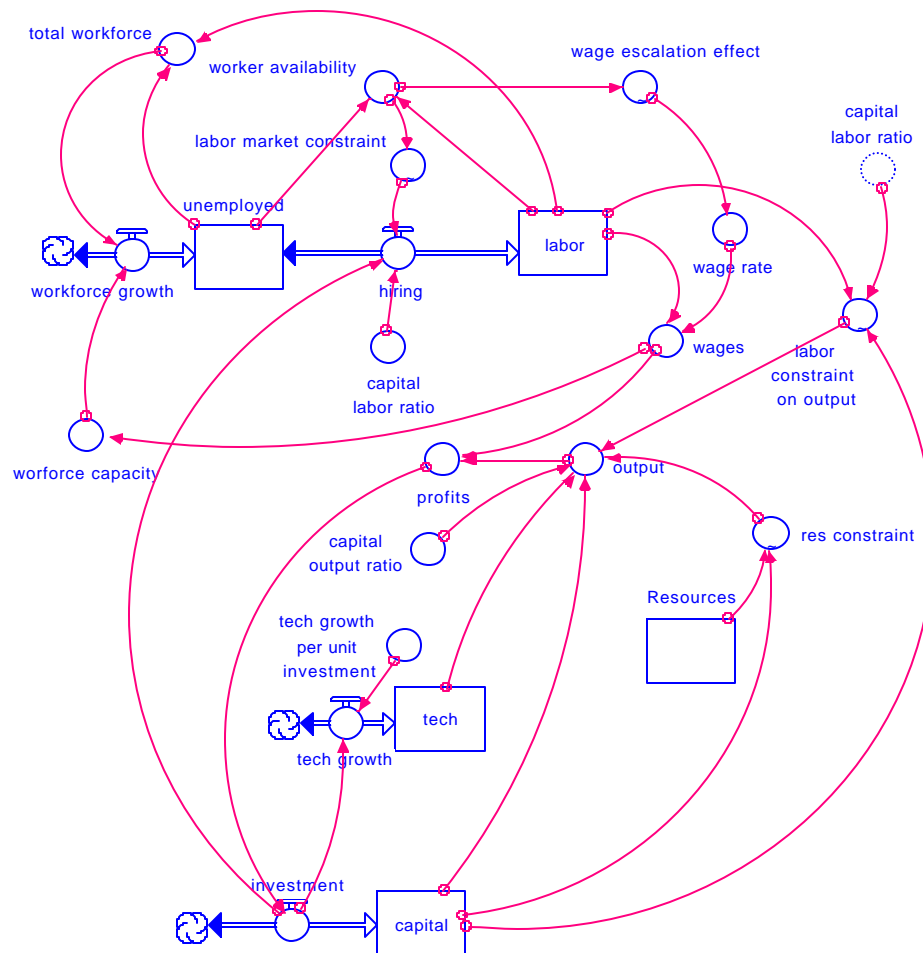 total workforce
wage escalation effect
worker availability
capital
labor ratio
labor market constraint
unemployed
labor
wage rate
workforce growth
hiring
wages
labor
constraint
on output
capital
labor ratio
worforce capacity
profits
output
capital
output ratio
res constraint
Resources
tech growth
per unit
investment
tech
tech growth
investment
capital